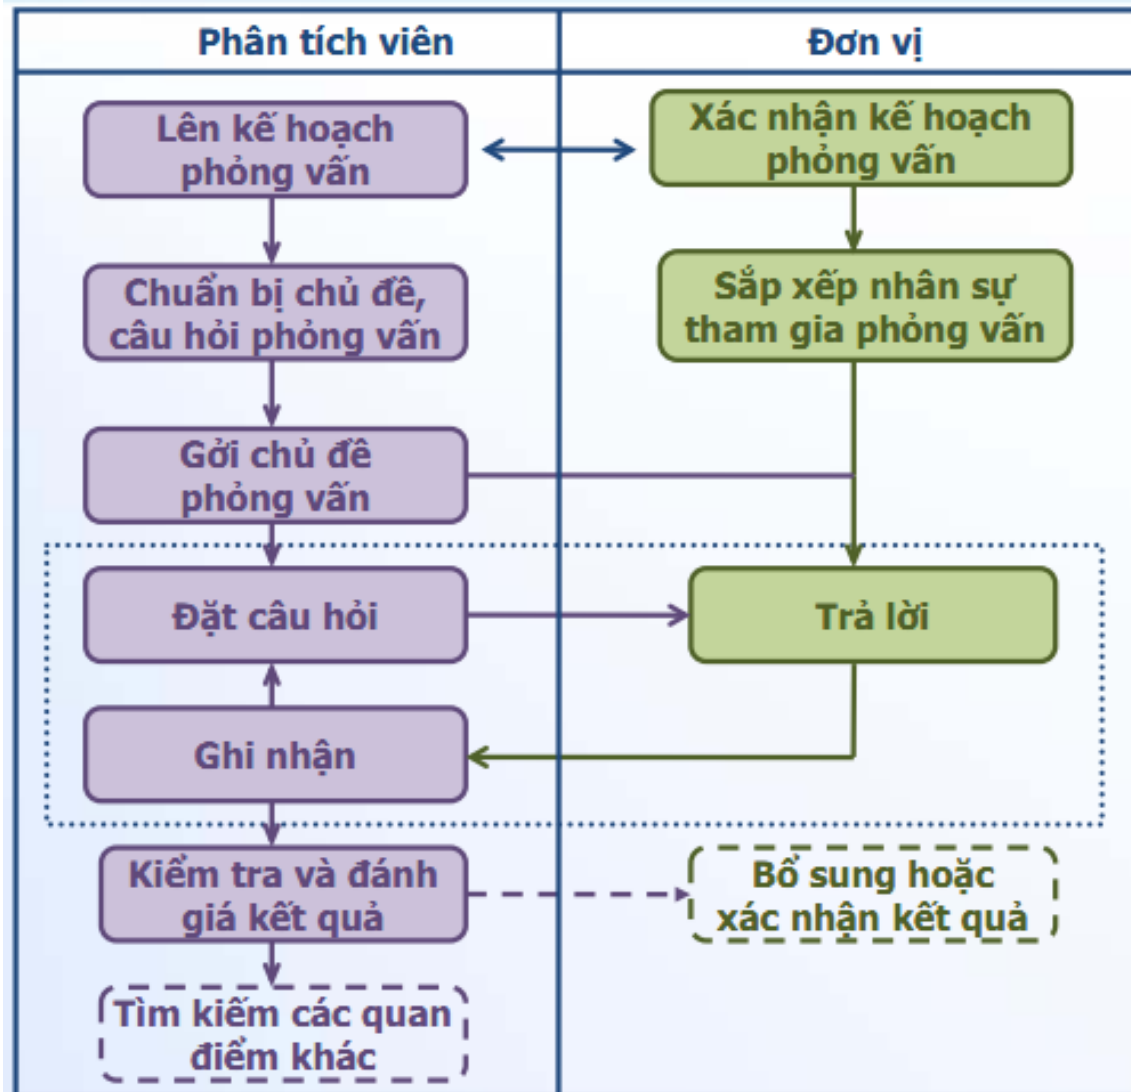 Phân tích viên
Đơn vị
Lên kế hoạch
phỏng vấn
Xác nhận kế hoạch
phỏng vấn
Chuẩn bị chủ đề,
câu hỏi phỏng vấn
Sắp xếp nhân sự
tham gia phỏng vấn
Gởi chủ đề
phỏng vấn
Đặt câu hỏi
Trả lời
Ghi nhận
Kiểm tra và đánh
giá kết quả
Bổ sung hoặc
xác nhận kết quả
Tìm kiếm các quan
điểm khác